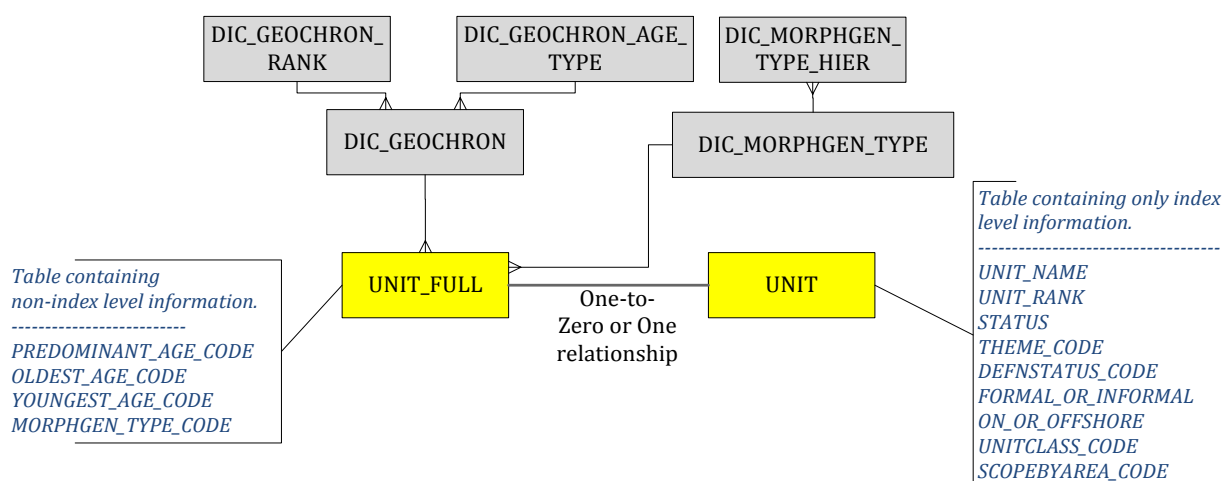 DIC_GEOCHRON_
RANK
DIC_GEOCHRON_AGE_
TYPE
DIC_MORPHGEN_
TYPE_HIER
DIC_GEOCHRON
DIC_MORPHGEN_TYPE
Table containing
non-index level information.
--------------------------
PREDOMINANT_AGE_CODE
OLDEST_AGE_CODE
YOUNGEST_AGE_CODE
MORPHGEN_TYPE_CODE
UNIT_FULL
One-to-
Zero or One
relationship
UNIT
Table containing only index
level information.
------------------------------------
UNIT_NAME
UNIT_RANK
STATUS
THEME_CODE
DEFNSTATUS_CODE
FORMAL_OR_INFORMAL
ON_OR_OFFSHORE
UNITCLASS_CODE
SCOPEBYAREA_CODE